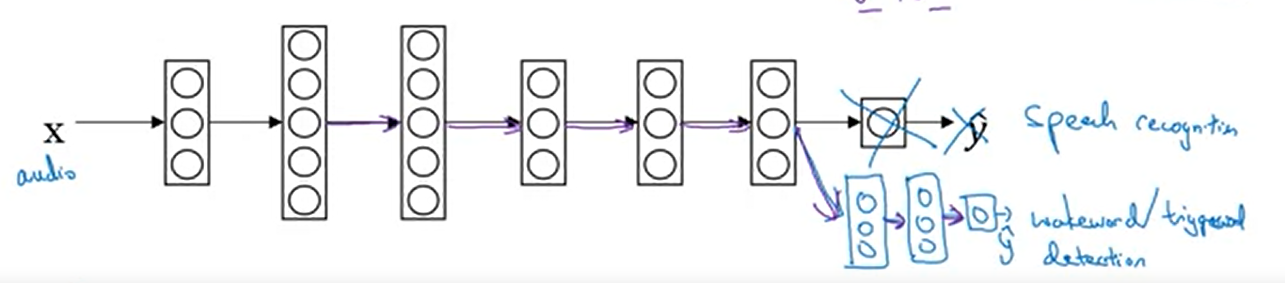 x
audio
ŷ
Speech recognition
ŷ
wakeword/triggerword
detection